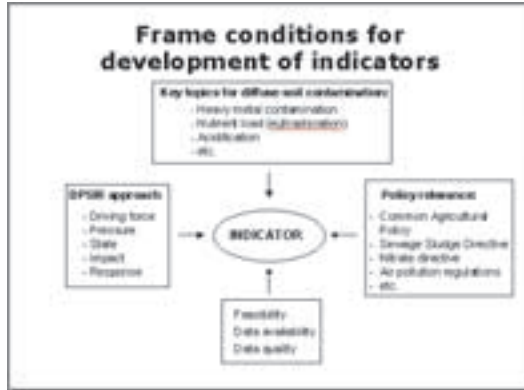 Frame conditions for
development of indicators
Key topics for diffuse soil contamination:
- Heavy metal contamination
- Nutrient load (eutrophication)
- Acidification
- etc.
DPSIR approach:
- Driving force
- Pressure
- State
- Impact
- Response
INDICATOR
Policy relevance:
- Common Agricultural
Policy
- Sewage Sludge Directive
- Nitrate directive
- Air pollution regulations
- etc.
Feasibility
Data availability
Data quality